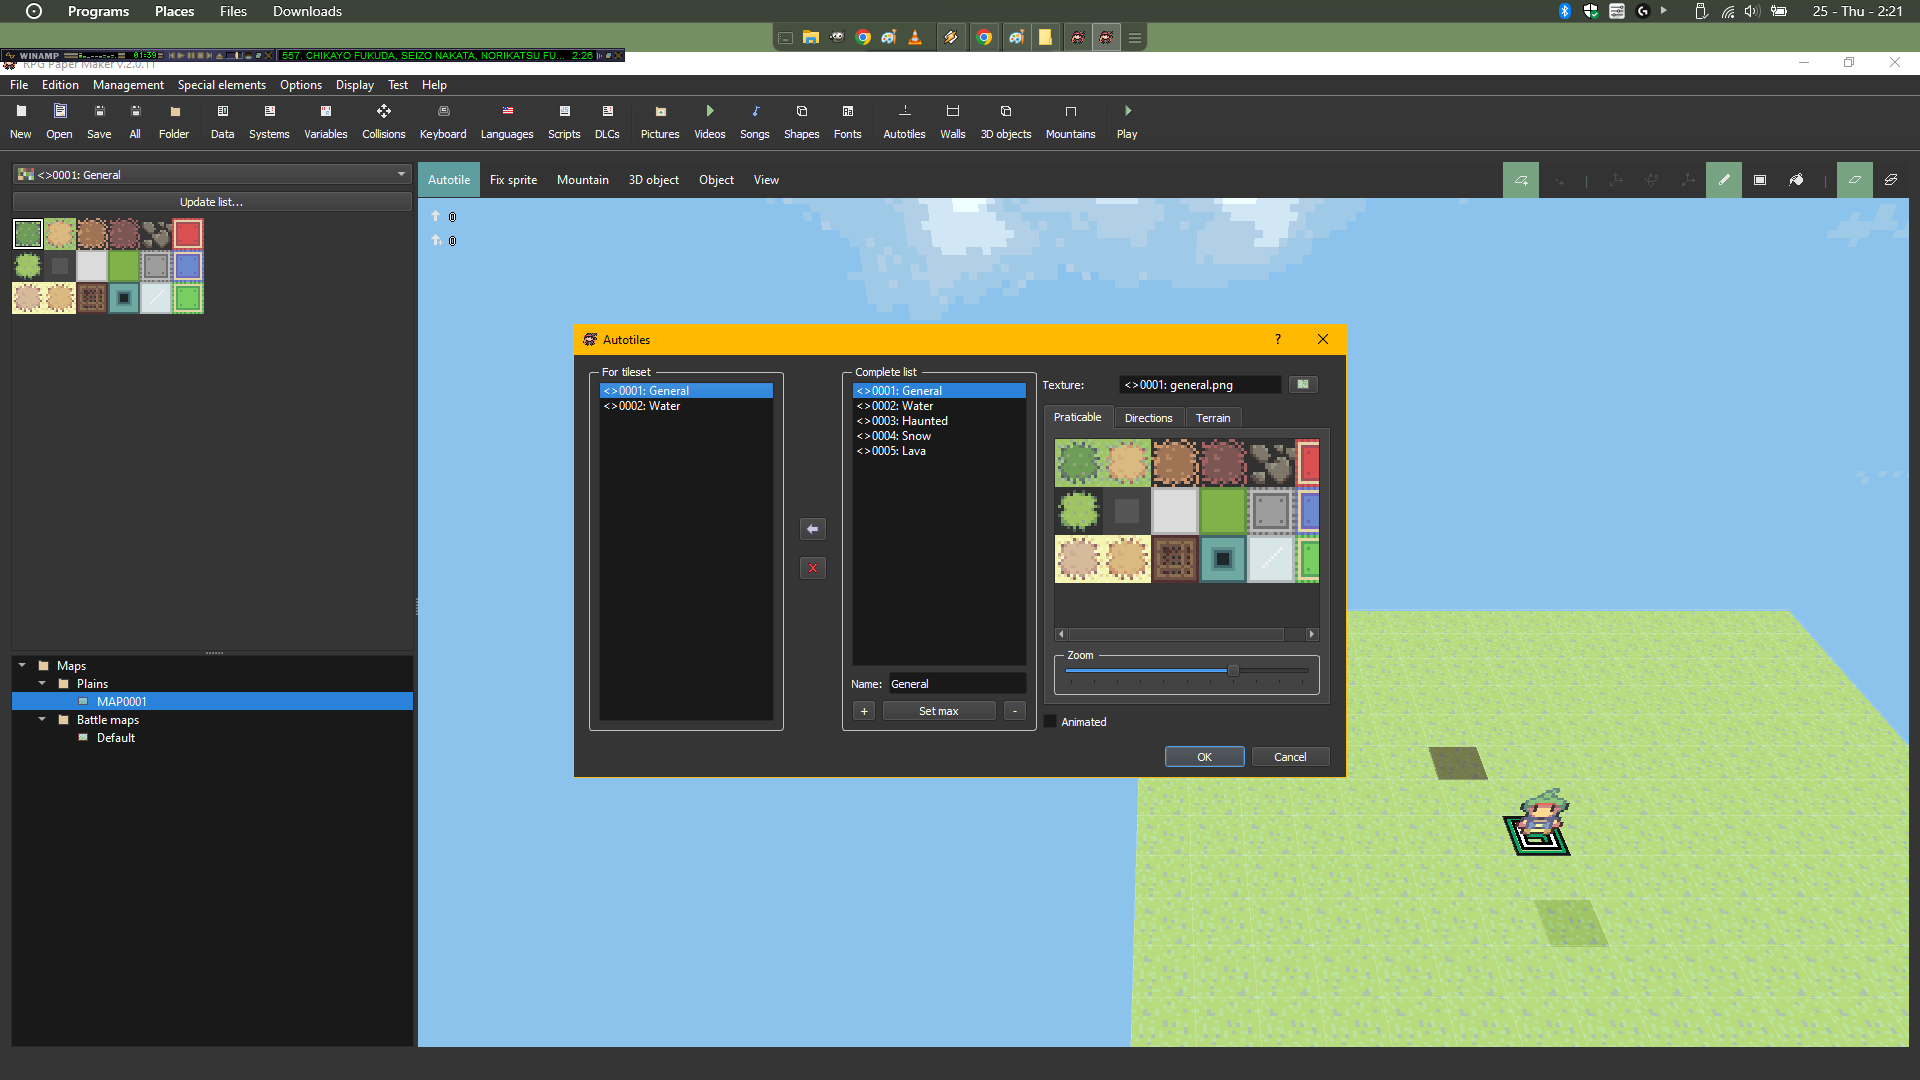 Programs Places Files Downloads 25 - Thu - 2:21
WINAMP 01:39 557. CHIKAYO FUKUDA, SEIZO NAKATA, NORIKATSU FU... 2:26
RPG Paper Maker v.2.0.11
File Edition Management Special elements Options Display Test Help
New Open Save All Folder Data Systems Variables Collisions Keyboard Languages Scripts DLCs Pictures Videos Songs Shapes Fonts Autotiles Walls 3D objects Mountains Play
<>0001: General
Update list...
Autotile Fix sprite Mountain 3D object Object View
0
0
Autotiles ?
For tileset
<>0001: General
<>0002: Water
Complete list
<>0001: General
<>0002: Water
<>0003: Haunted
<>0004: Snow
<>0005: Lava
Name: General
+ Set max -
Texture: <>0001: general.png
Praticable Directions Terrain
Zoom
Animated
OK Cancel
Maps
Plains
MAP0001
Battle maps
Default